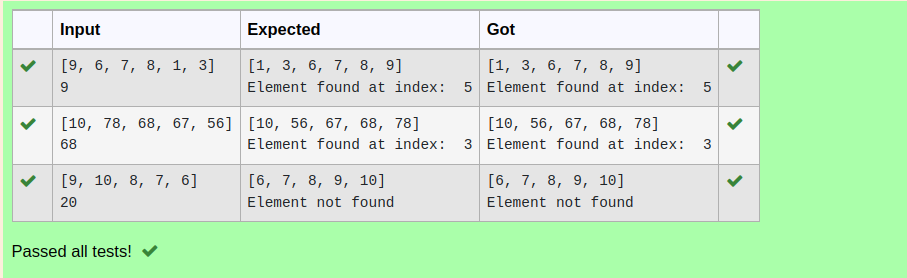 Input Expected Got
[9, 6, 7, 8, 1, 3] [1, 3, 6, 7, 8, 9] [1, 3, 6, 7, 8, 9]
9 Element found at index:  5 Element found at index:  5
[10, 78, 68, 67, 56] [10, 56, 67, 68, 78] [10, 56, 67, 68, 78]
68 Element found at index:  3 Element found at index:  3
[9, 10, 8, 7, 6] [6, 7, 8, 9, 10] [6, 7, 8, 9, 10]
20 Element not found Element not found
Passed all tests!